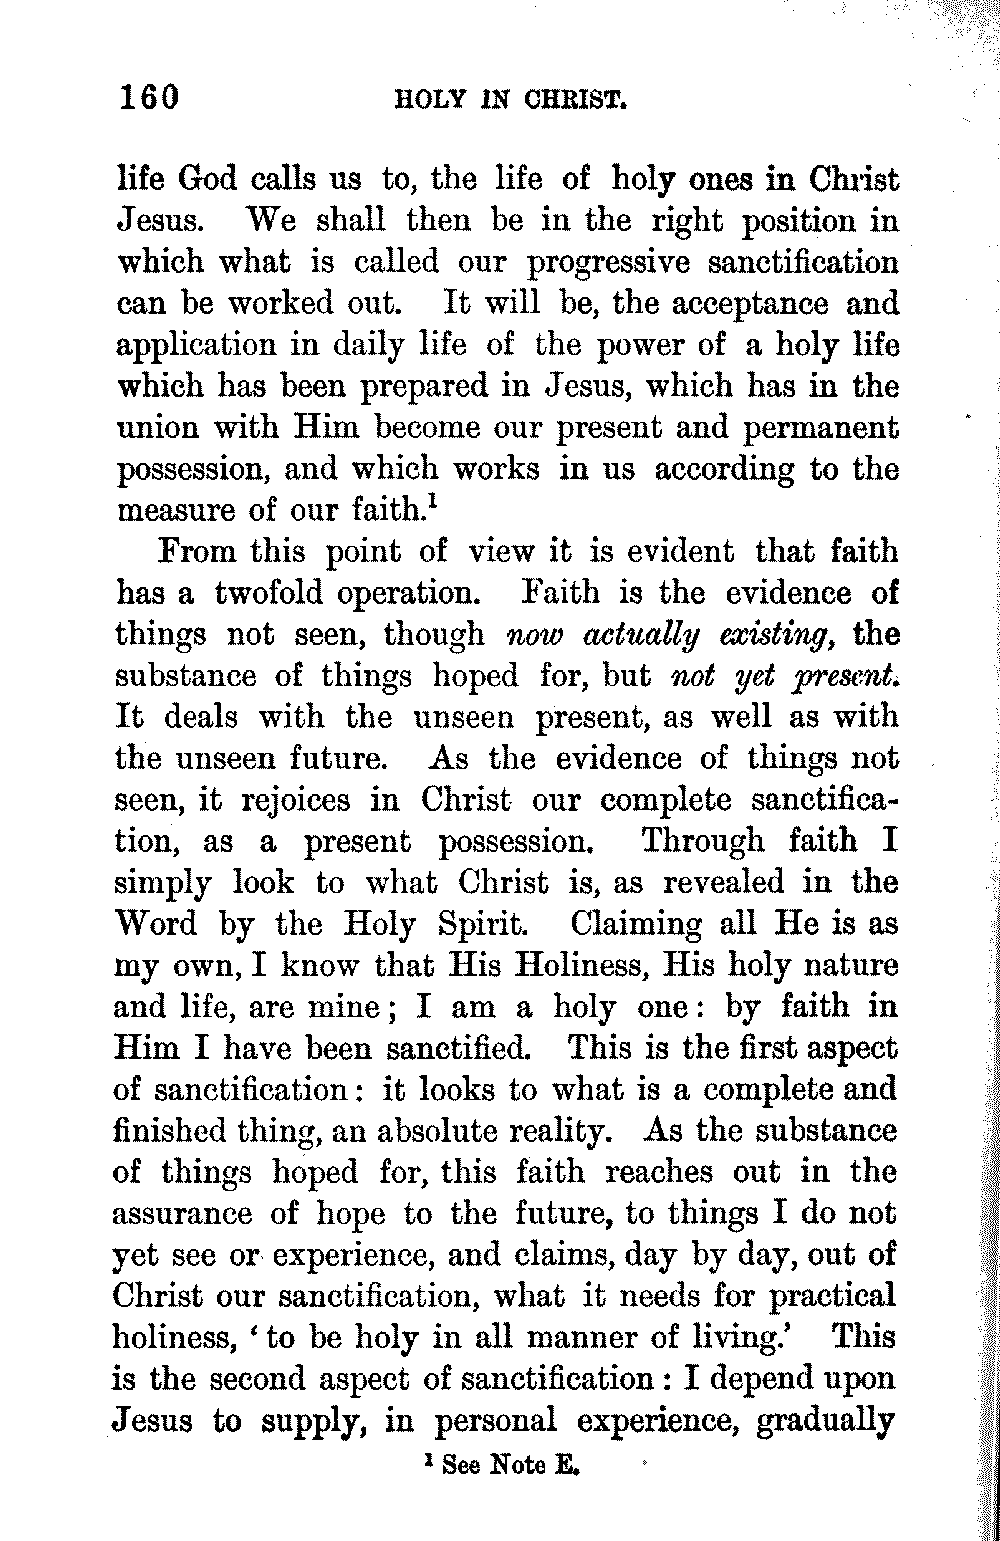 160 HOLY IN CHRIST.
life God calls us to, the life of holy ones in Christ
Jesus. We shall then be in the right position in
which what is called our progressive sanctification
can be worked out. It will be, the acceptance and
application in daily life of the power of a holy life
which has been prepared in Jesus, which has in the
union with Him become our present and permanent
possession, and which works in us according to the
measure of our faith.¹
From this point of view it is evident that faith
has a twofold operation. Faith is the evidence of
things not seen, though now actually existing, the
substance of things hoped for, but not yet present.
It deals with the unseen present, as well as with
the unseen future. As the evidence of things not
seen, it rejoices in Christ our complete sanctifica-
tion, as a present possession. Through faith I
simply look to what Christ is, as revealed in the
Word by the Holy Spirit. Claiming all He is as
my own, I know that His Holiness, His holy nature
and life, are mine; I am a holy one: by faith in
Him I have been sanctified. This is the first aspect
of sanctification: it looks to what is a complete and
finished thing, an absolute reality. As the substance
of things hoped for, this faith reaches out in the
assurance of hope to the future, to things I do not
yet see or experience, and claims, day by day, out of
Christ our sanctification, what it needs for practical
holiness, ‘to be holy in all manner of living.’ This
is the second aspect of sanctification: I depend upon
Jesus to supply, in personal experience, gradually
¹ See Note E.